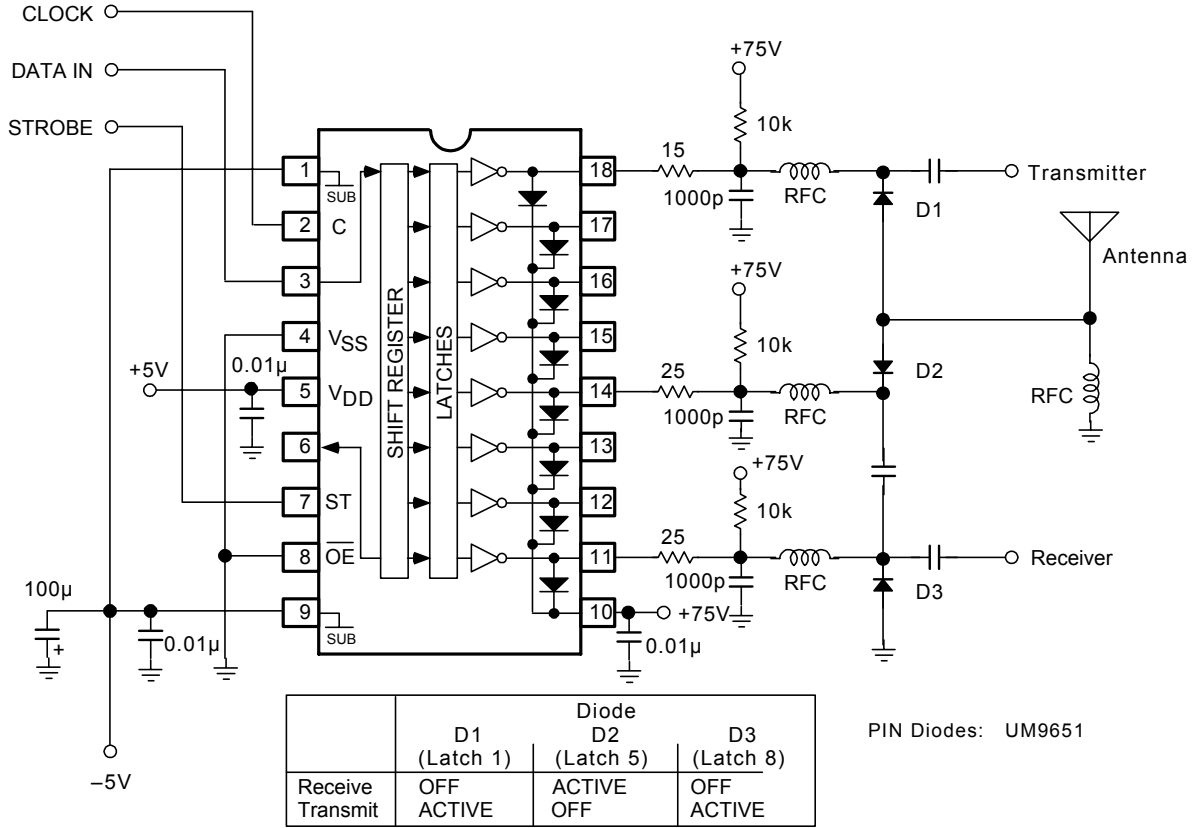 CLOCK
DATA IN
STROBE
1
SUB
2
C
3
4
VSS
+5V
0.01µ
5
VDD
6
7
ST
8
OE
100µ
+
9
SUB
0.01µ
–5V
SHIFT REGISTER
LATCHES
18
17
16
15
14
13
12
11
10
+75V
0.01µ
+75V
10k
15
1000p
RFC
D1
Transmitter
Antenna
RFC
+75V
10k
25
1000p
RFC
D2
+75V
10k
25
1000p
RFC
D3
Receiver
Diode
D1 D2 D3
(Latch 1) (Latch 5) (Latch 8)
Receive OFF ACTIVE OFF
Transmit ACTIVE OFF ACTIVE
PIN Diodes: UM9651